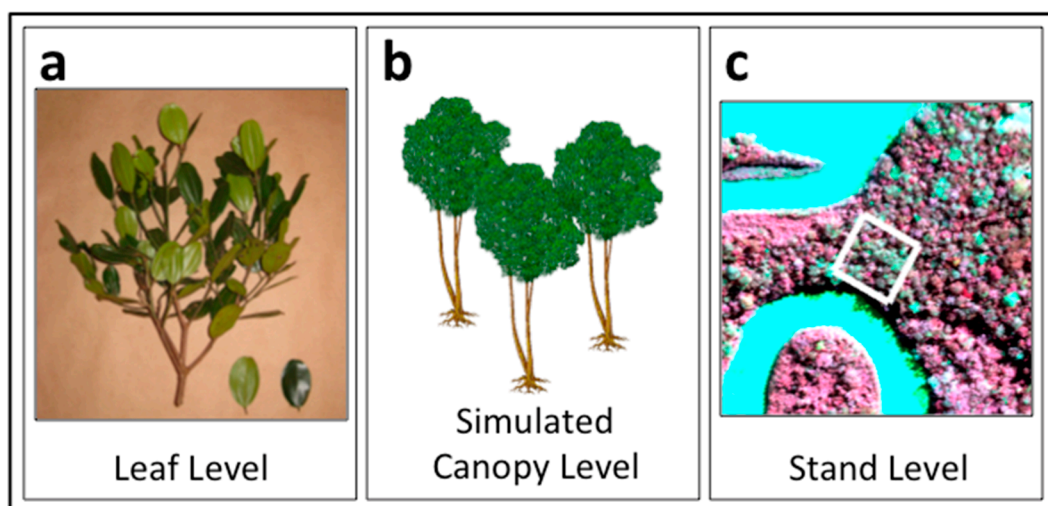 a
b
c
Leaf Level
Simulated
Canopy Level
Stand Level